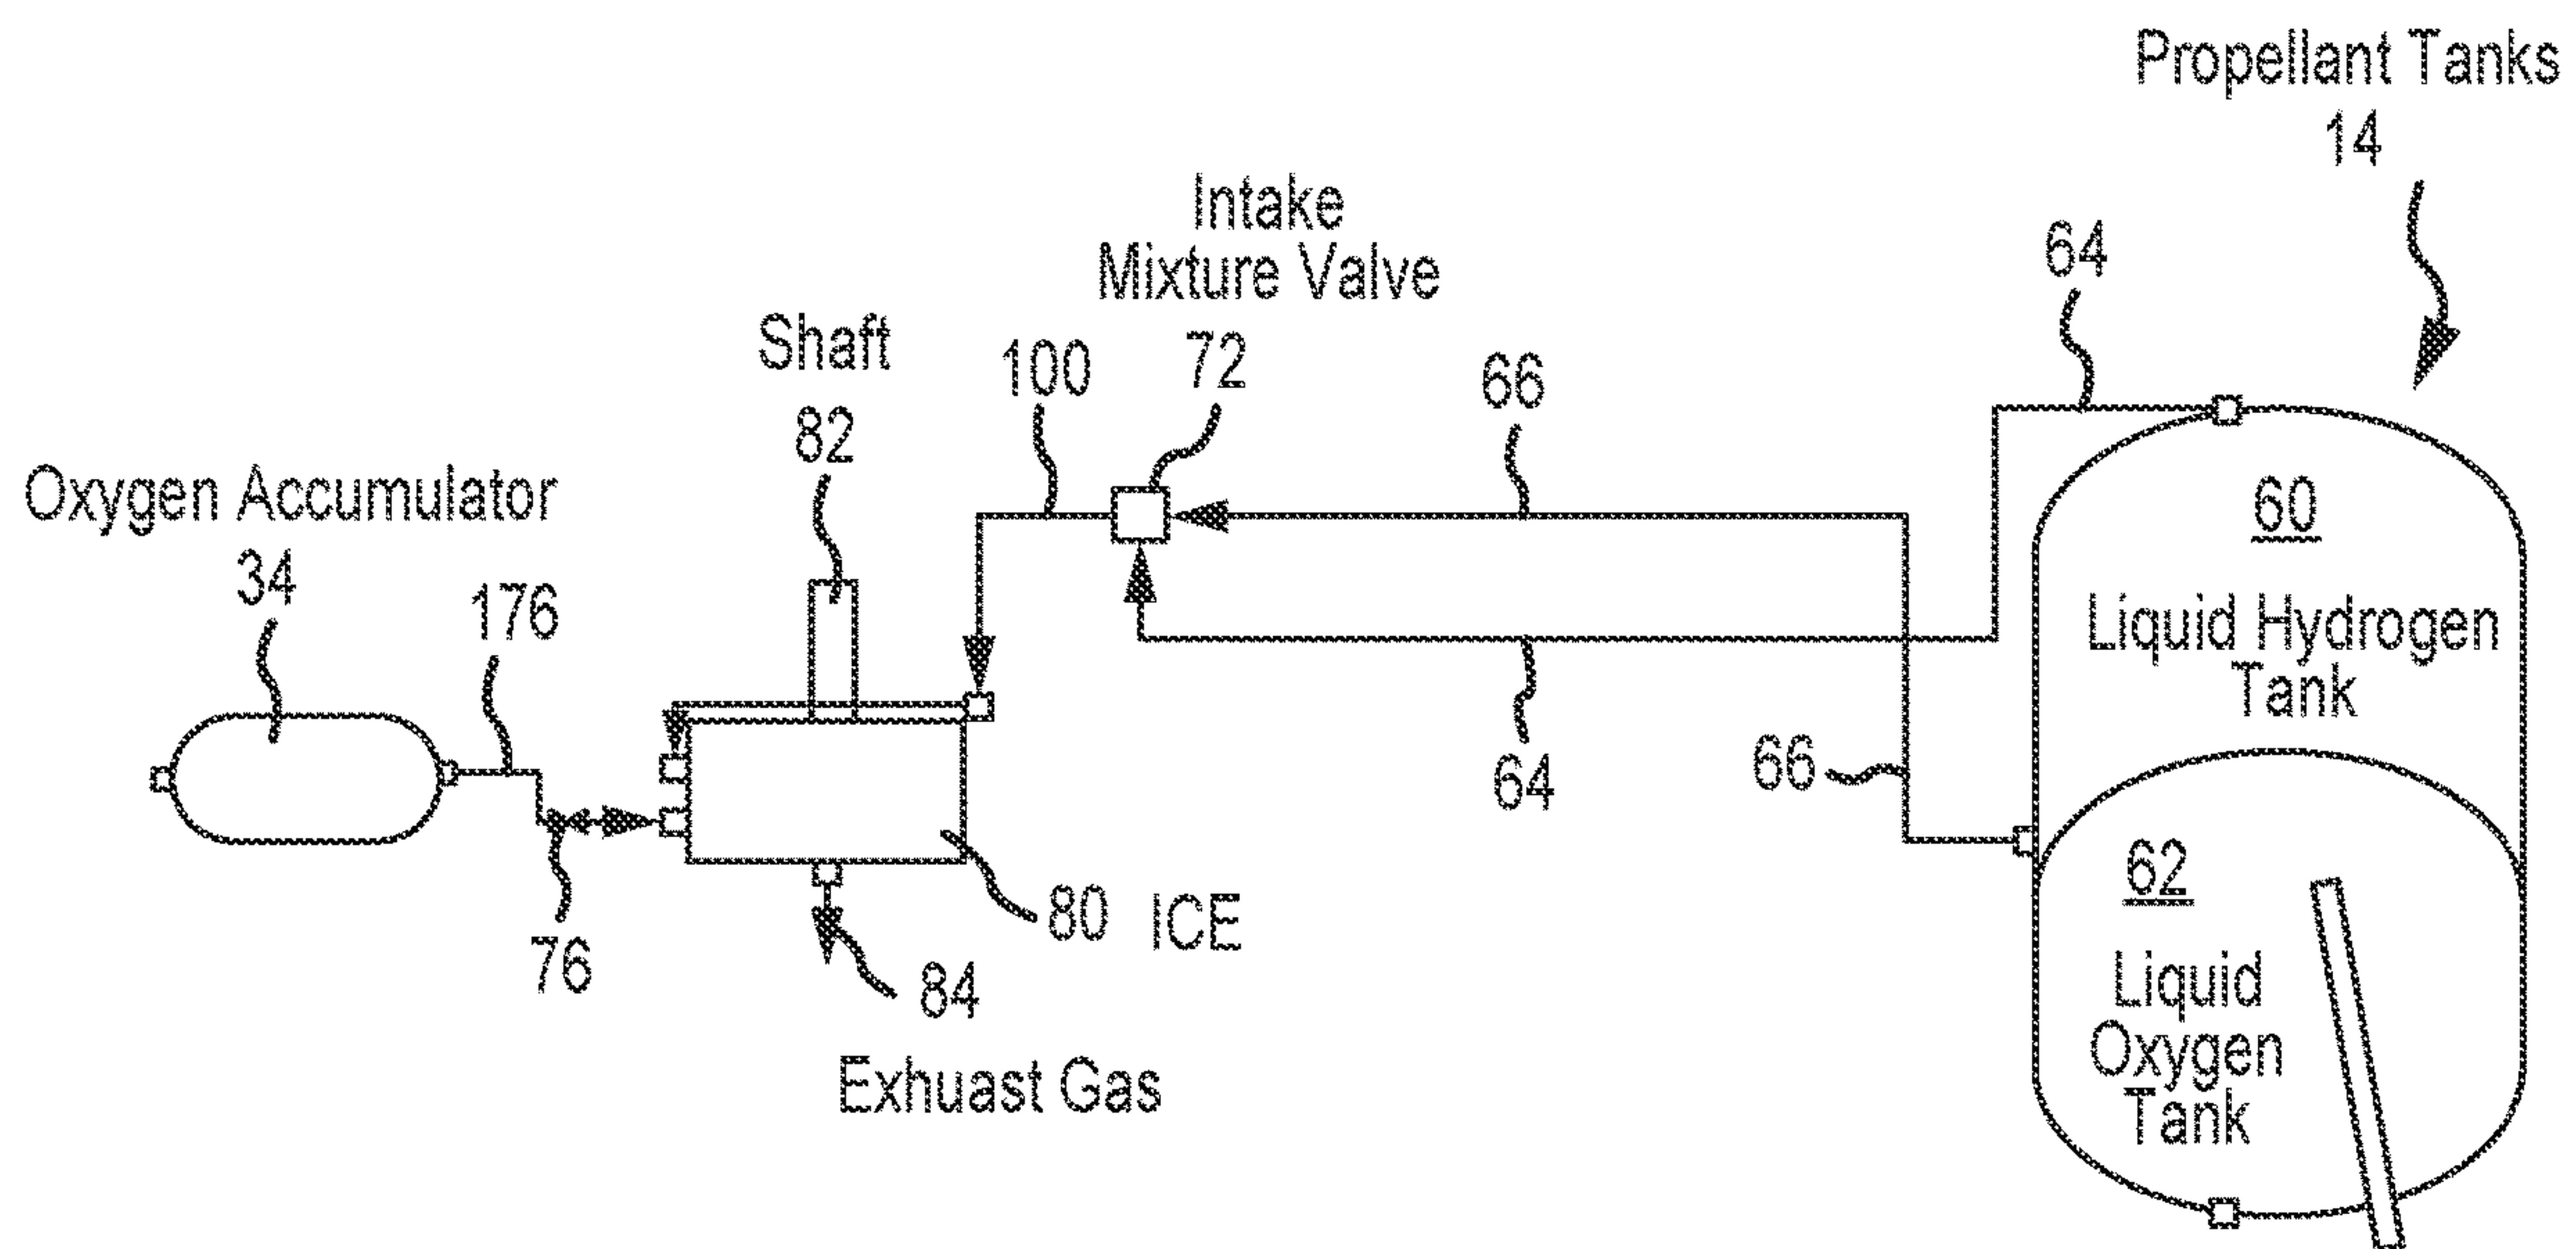 Propellant Tanks
14
Intake
Mixture Valve
72
64
Shaft
82
100
66
Oxygen Accumulator
34
176
60
Liquid Hydrogen
Tank
64
66
76
80 ICE
84
Exhuast Gas
62
Liquid
Oxygen
Tank